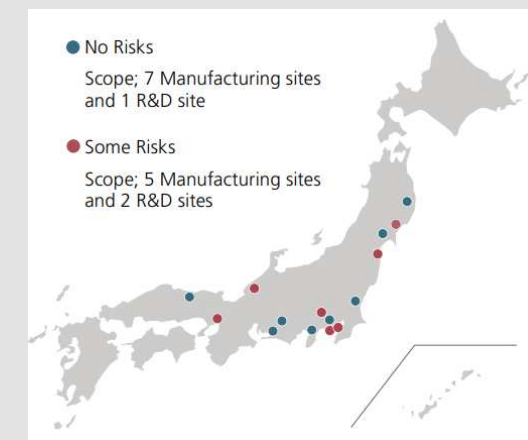 No Risks
Scope; 7 Manufacturing sites
and 1 R&D site
Some Risks
Scope; 5 Manufacturing sites
and 2 R&D sites